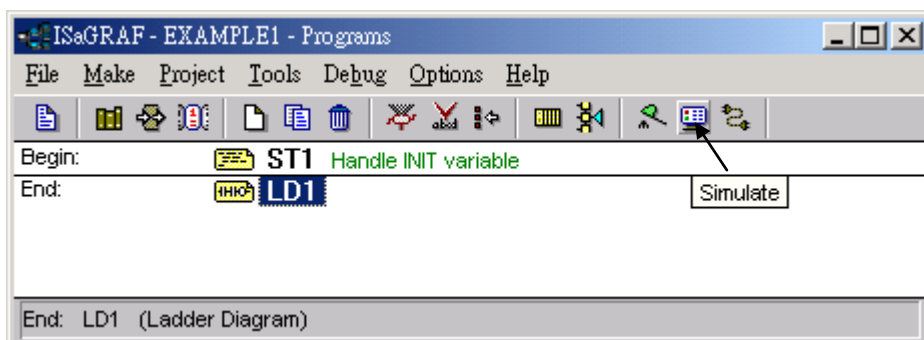 ISaGRAF - EXAMPLE1 - Programs
File Make Project Tools Debug Options Help
Begin: ST1 Handle INIT variable
End: LD1
Simulate
End: LD1 (Ladder Diagram)